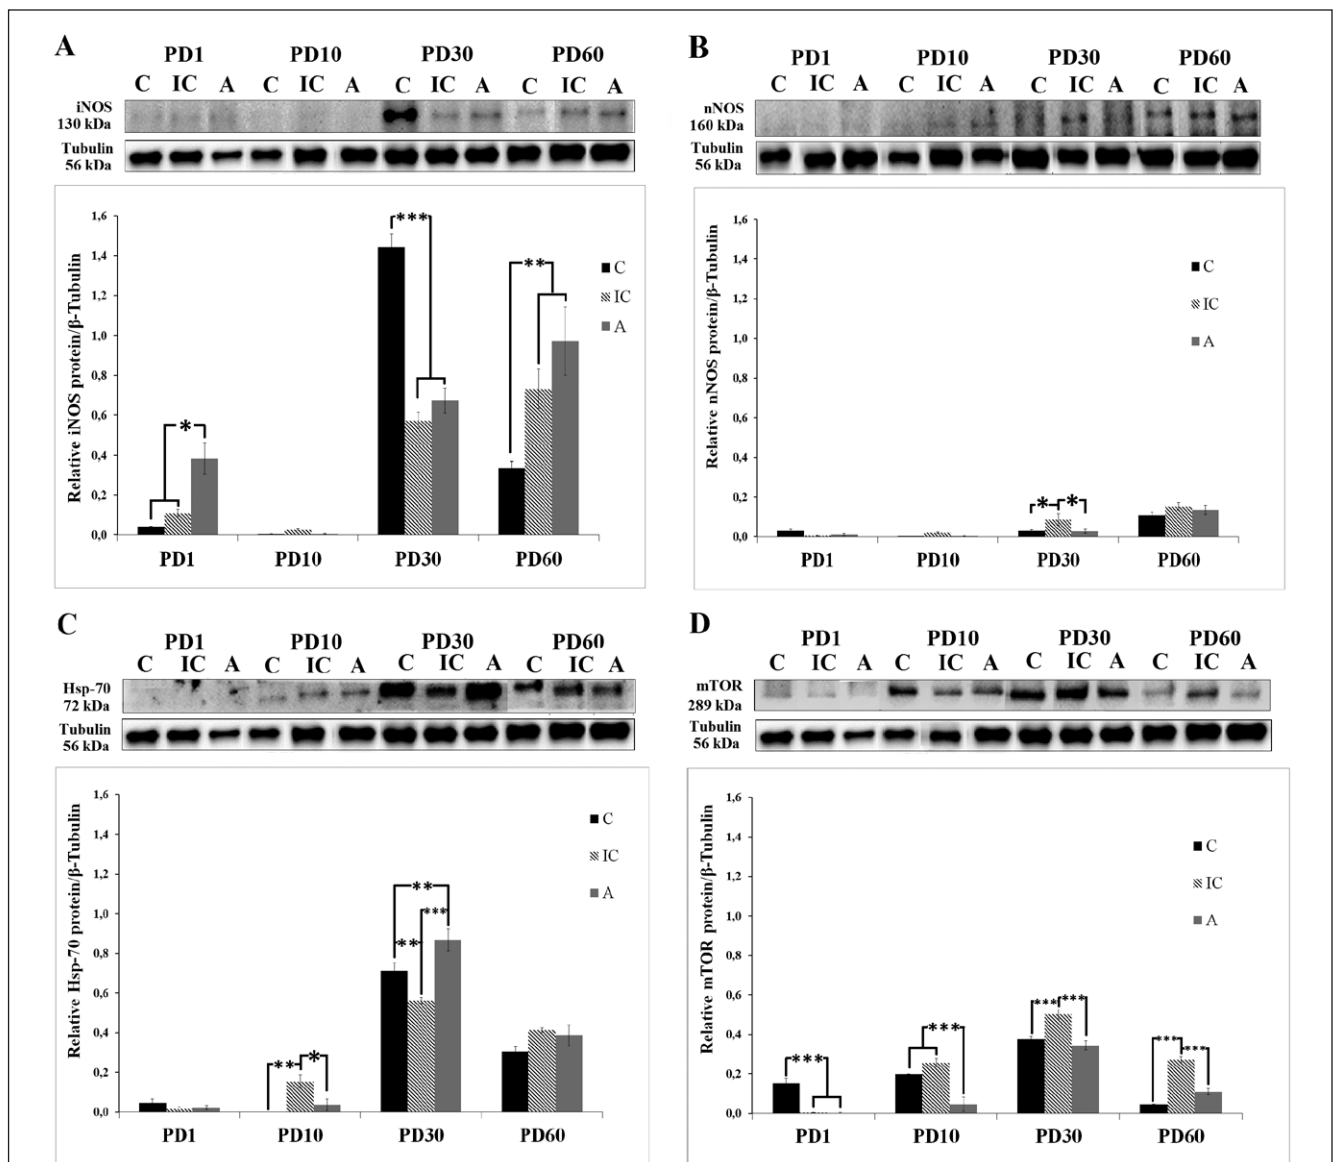 A
PD1 PD10 PD30 PD60
C IC A C IC A C IC A C IC A
iNOS
130 kDa
Tubulin
56 kDa
Relative iNOS protein/β-Tubulin
1,6
1,4
1,2
1,0
0,8
0,6
0,4
0,2
0,0
*
***
**
C
IC
A
PD1 PD10 PD30 PD60
B
PD1 PD10 PD30 PD60
C IC A C IC A C IC A C IC A
nNOS
160 kDa
Tubulin
56 kDa
Relative nNOS protein/β-Tubulin
1,6
1,4
1,2
1,0
0,8
0,6
0,4
0,2
0,0
* *
C
IC
A
PD1 PD10 PD30 PD60
C
PD1 PD10 PD30 PD60
C IC A C IC A C IC A C IC A
Hsp-70
72 kDa
Tubulin
56 kDa
Relative Hsp-70 protein/β-Tubulin
1,6
1,4
1,2
1,0
0,8
0,6
0,4
0,2
0,0
** *
**
***
**
C
IC
A
PD1 PD10 PD30 PD60
D
PD1 PD10 PD30 PD60
C IC A C IC A C IC A C IC A
mTOR
289 kDa
Tubulin
56 kDa
Relative mTOR protein/β-Tubulin
1,6
1,4
1,2
1,0
0,8
0,6
0,4
0,2
0,0
***
***
*** ***
*** ***
C
IC
A
PD1 PD10 PD30 PD60